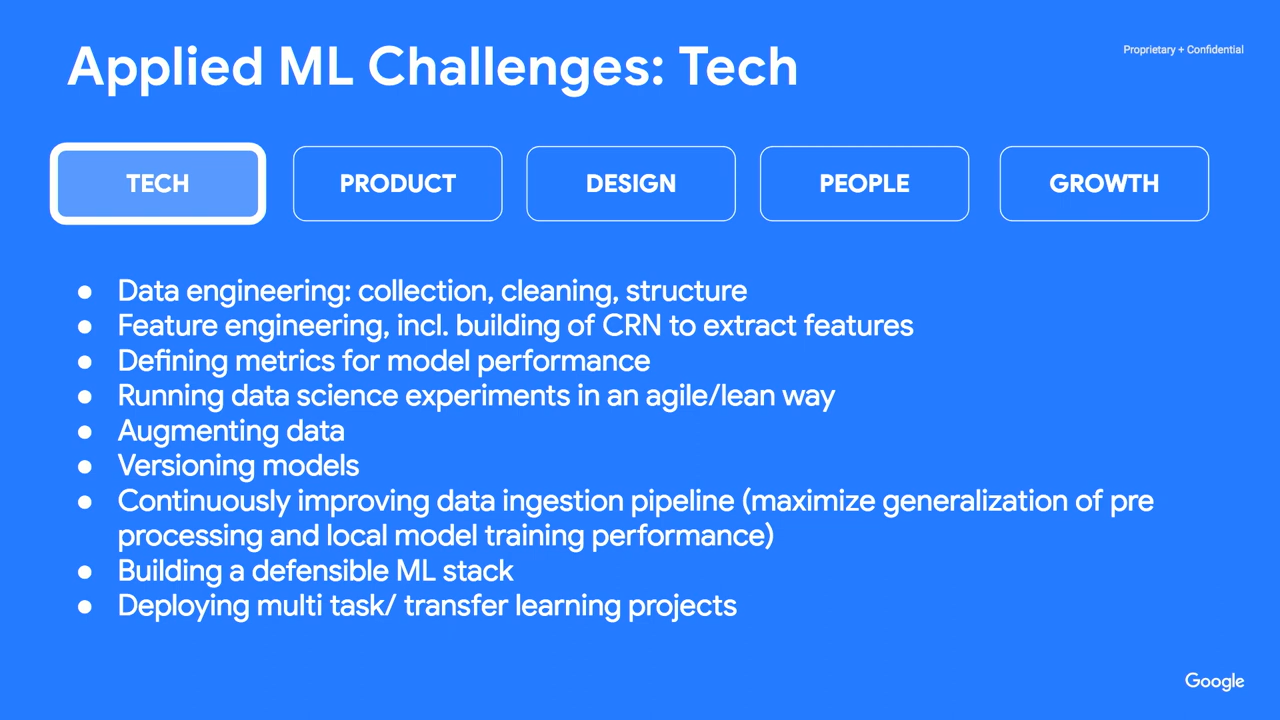 Applied ML Challenges: Tech
Proprietary + Confidential
TECH
PRODUCT
DESIGN
PEOPLE
GROWTH
● Data engineering: collection, cleaning, structure
● Feature engineering, incl. building of CRN to extract features
● Defining metrics for model performance
● Running data science experiments in an agile/lean way
● Augmenting data
● Versioning models
● Continuously improving data ingestion pipeline (maximize generalization of pre
processing and local model training performance)
● Building a defensible ML stack
● Deploying multi task/ transfer learning projects
Google